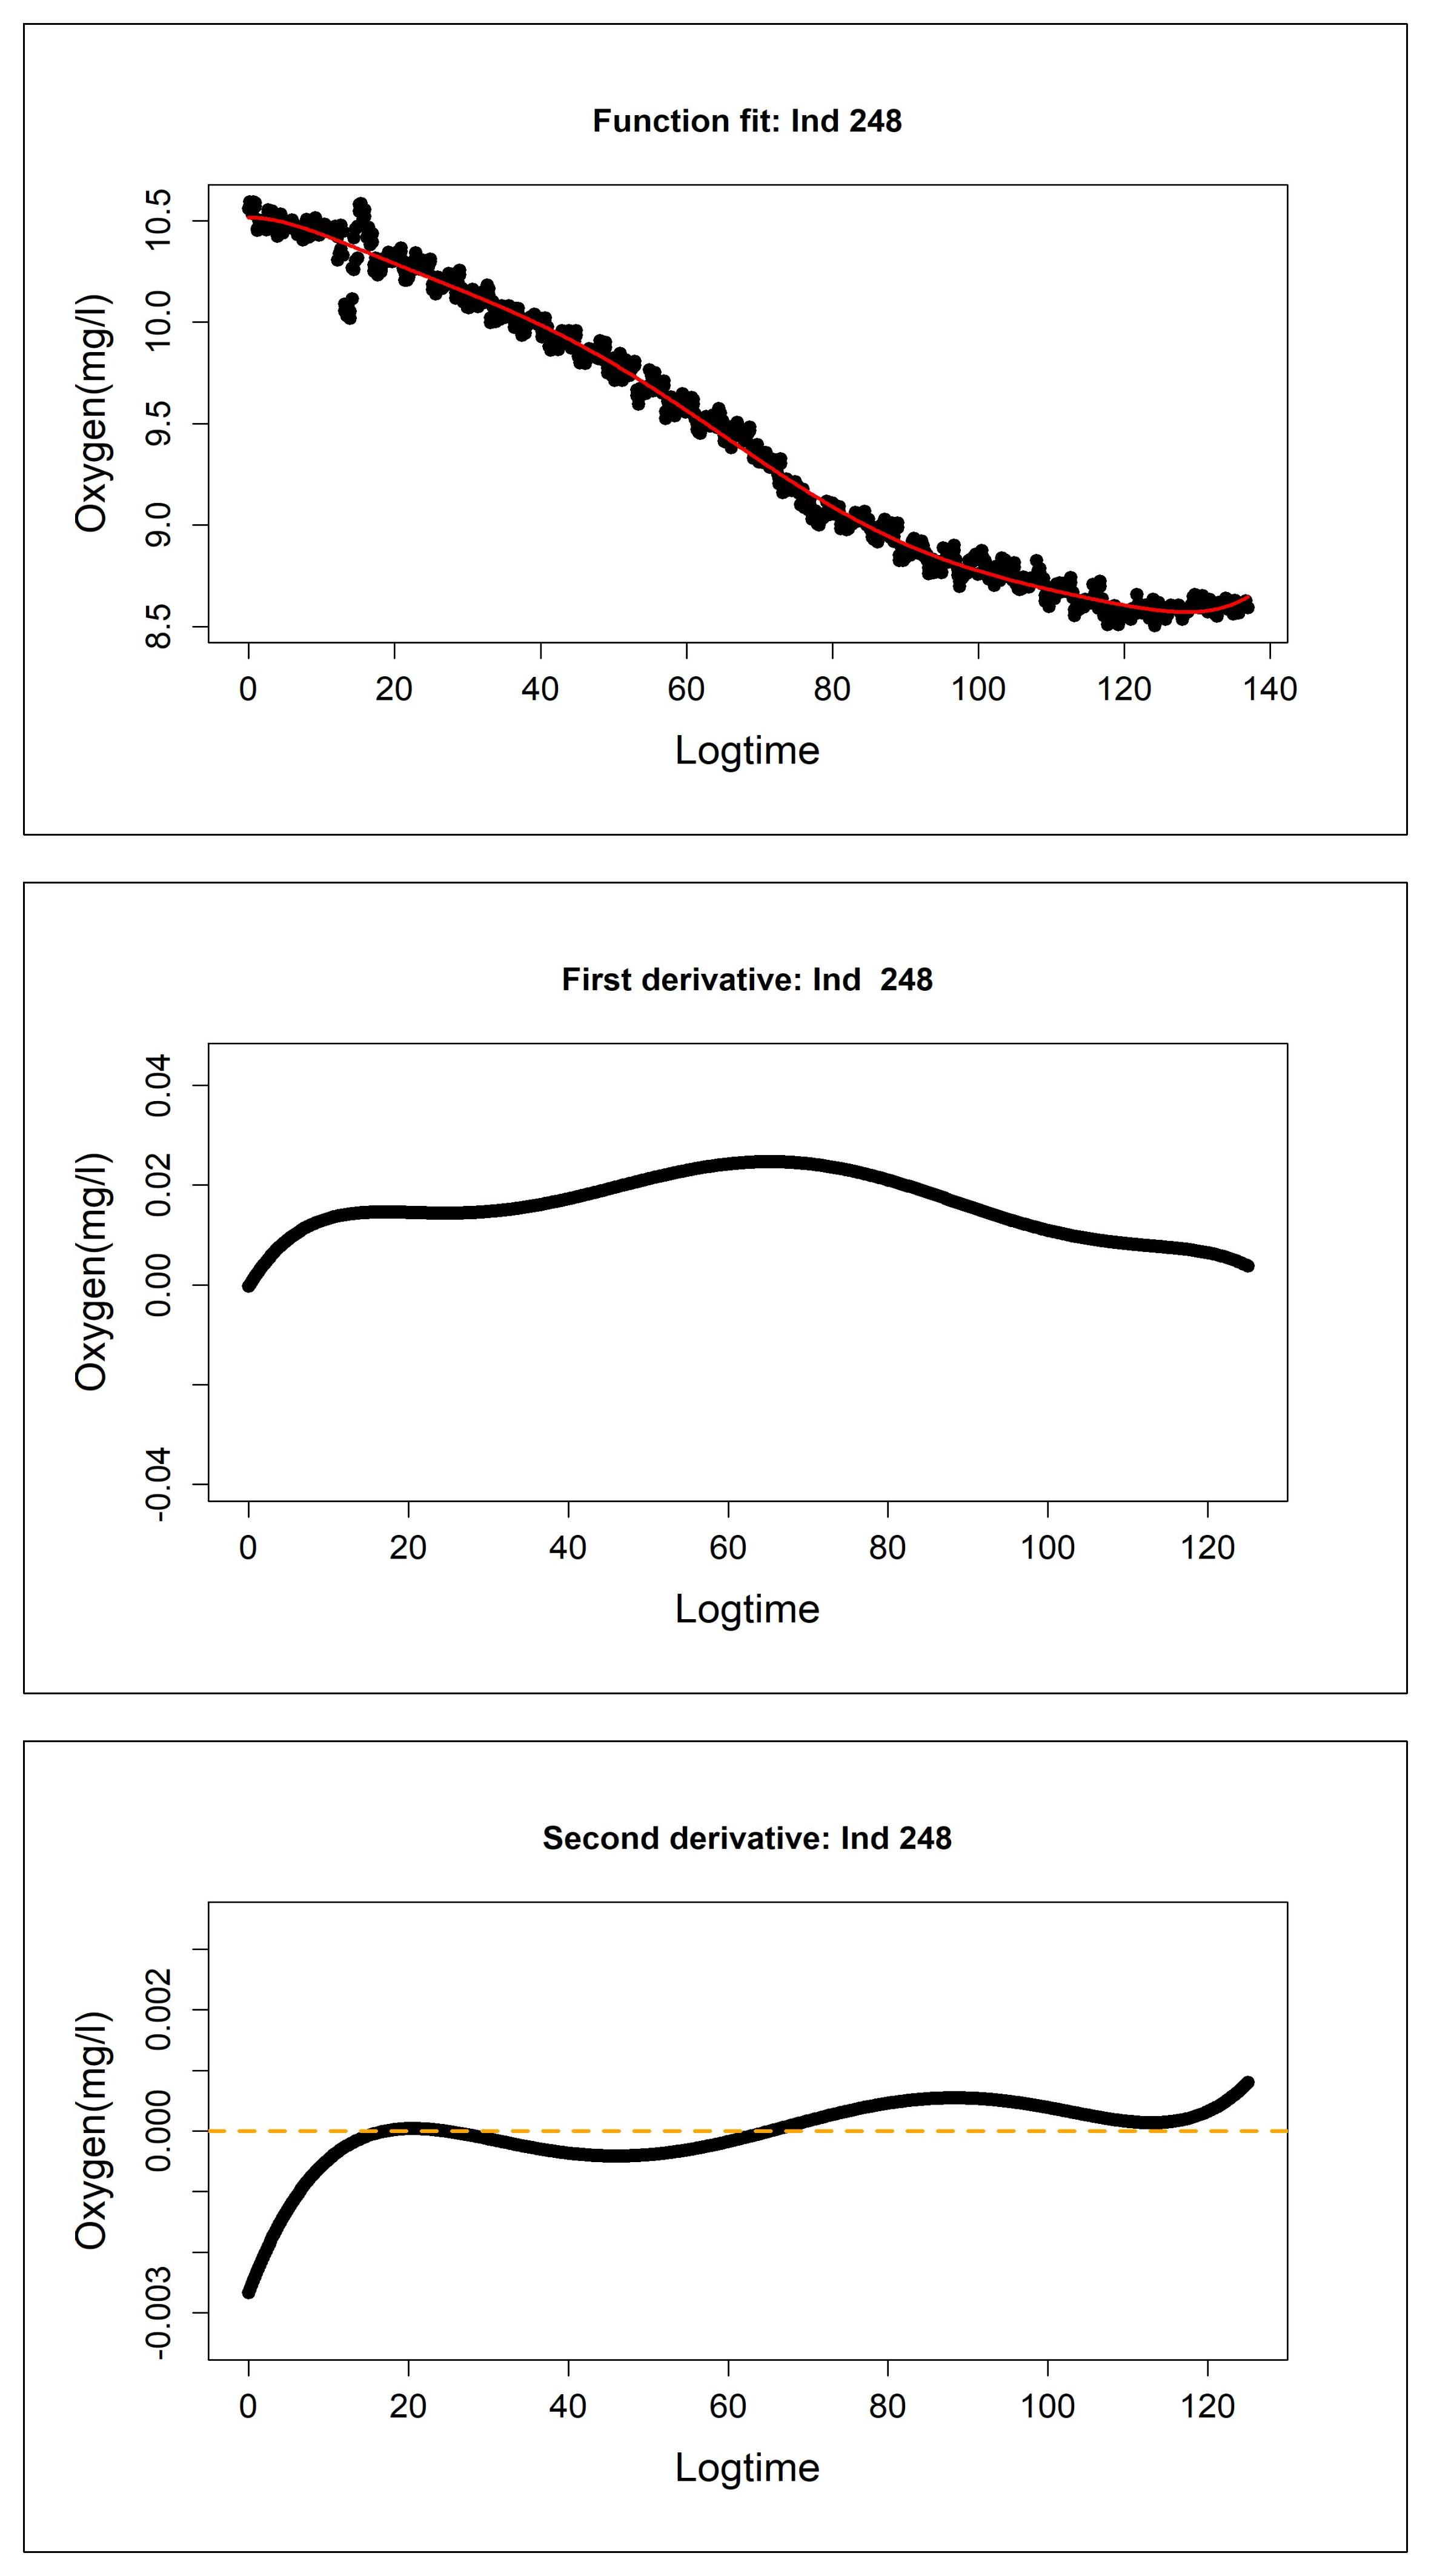 Function fit: Ind 248
Oxygen(mg/l)
10.5
10.0
9.5
9.0
8.5
0 20 40 60 80 100 120 140
Logtime
First derivative: Ind  248
Oxygen(mg/l)
0.04
0.02
0.00
-0.04
0 20 40 60 80 100 120
Logtime
Second derivative: Ind 248
Oxygen(mg/l)
0.002
0.000
-0.003
0 20 40 60 80 100 120
Logtime